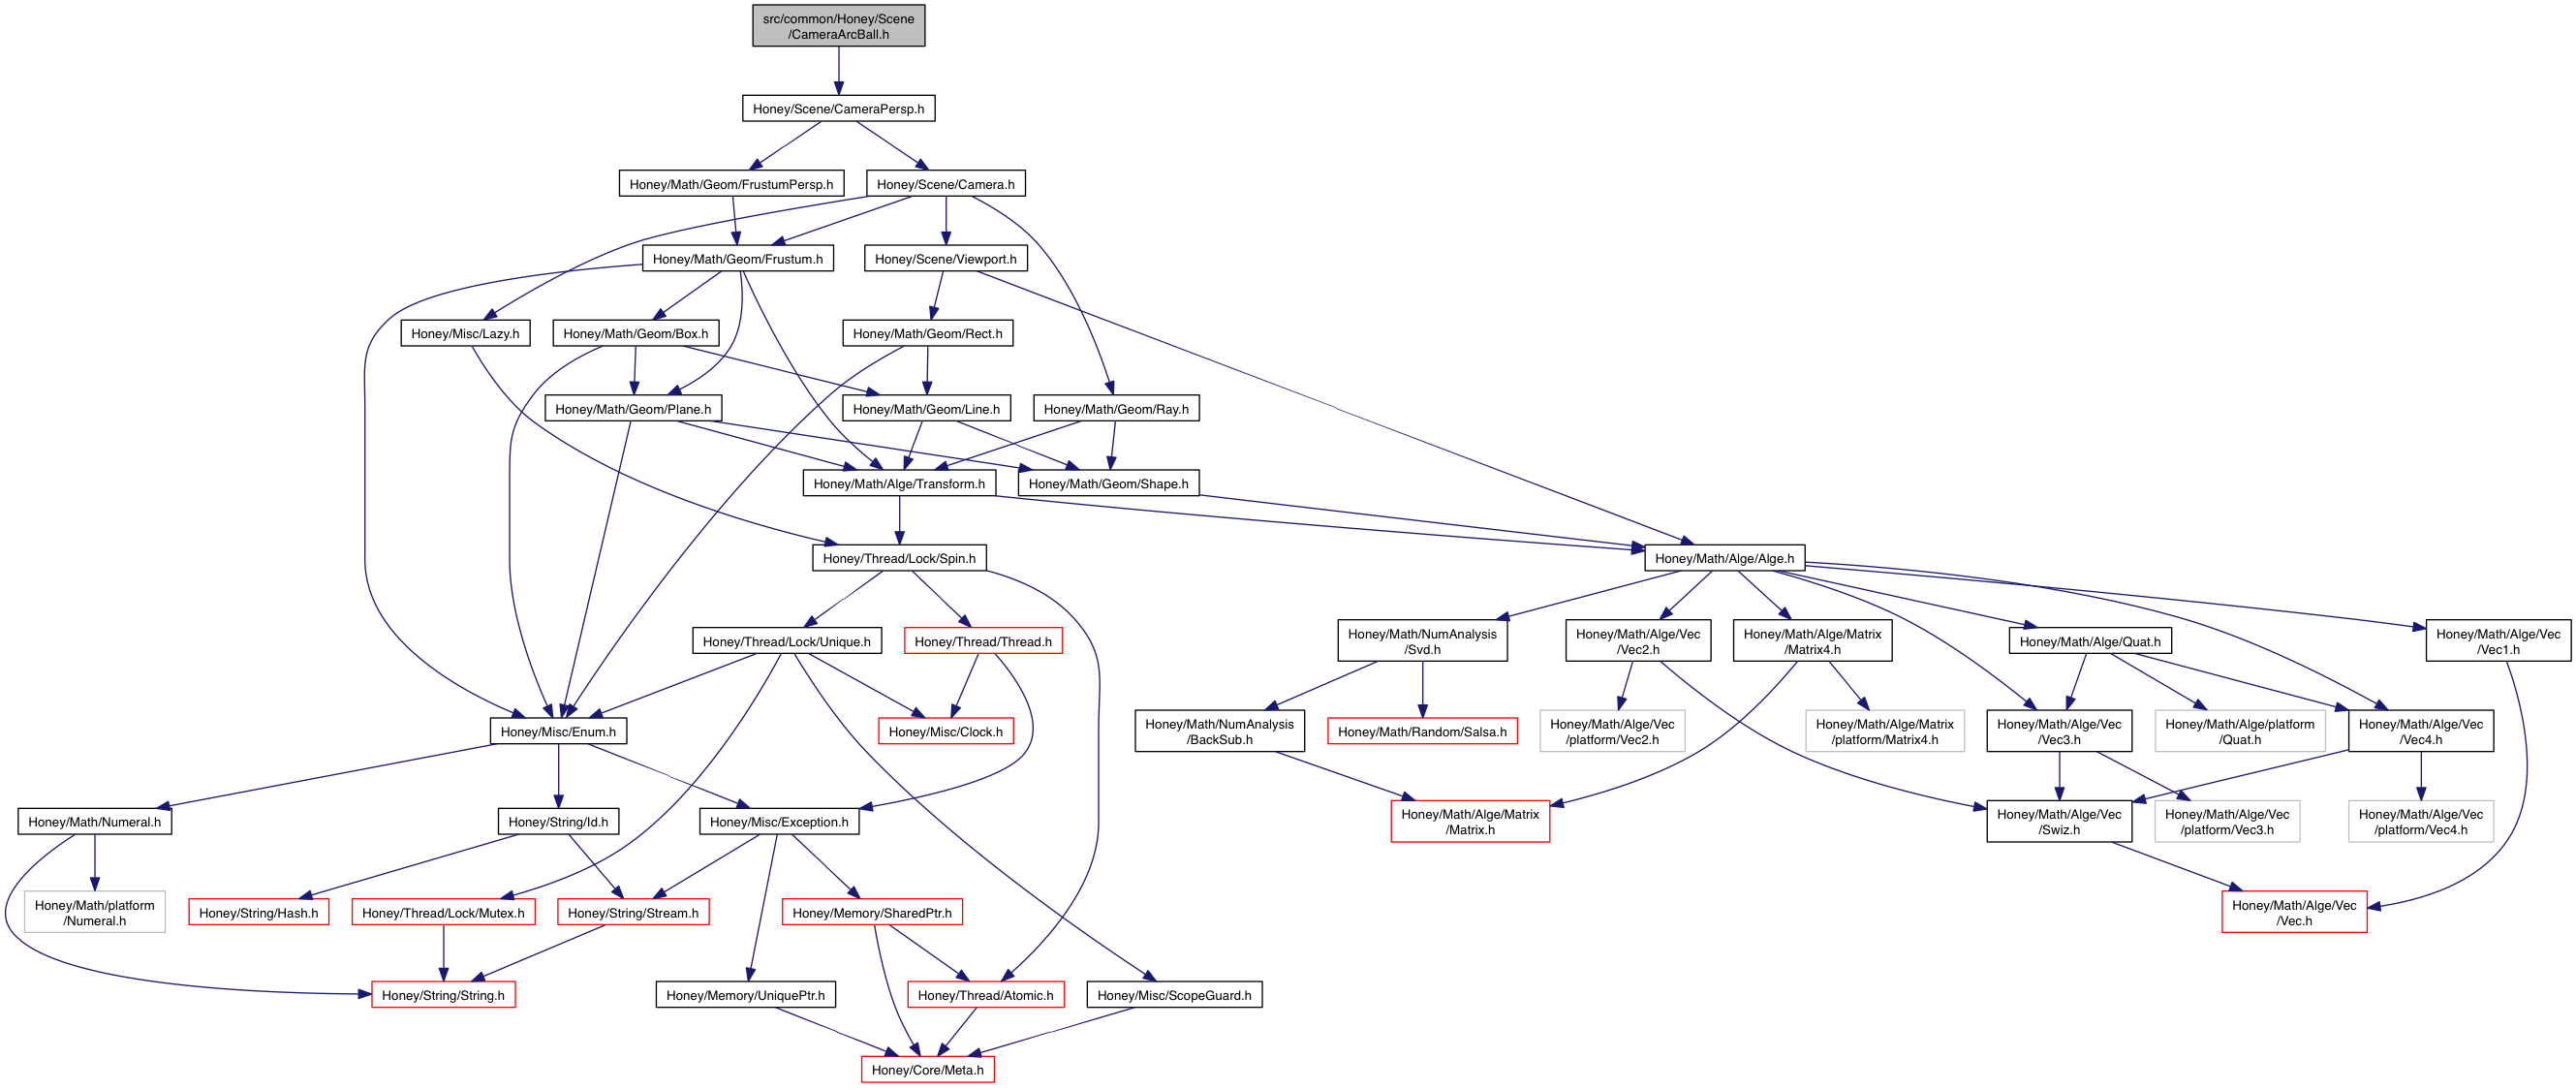 src/common/Honey/Scene
/CameraArcBall.h
Honey/Scene/CameraPersp.h
Honey/Math/Geom/FrustumPersp.h
Honey/Scene/Camera.h
Honey/Math/Geom/Frustum.h
Honey/Scene/Viewport.h
Honey/Misc/Lazy.h
Honey/Math/Geom/Box.h
Honey/Math/Geom/Rect.h
Honey/Math/Geom/Plane.h
Honey/Math/Geom/Line.h
Honey/Math/Geom/Ray.h
Honey/Math/Alge/Transform.h
Honey/Math/Geom/Shape.h
Honey/Thread/Lock/Spin.h
Honey/Math/Alge/Alge.h
Honey/Thread/Lock/Unique.h
Honey/Thread/Thread.h
Honey/Math/NumAnalysis
/Svd.h
Honey/Math/Alge/Vec
/Vec2.h
Honey/Math/Alge/Matrix
/Matrix4.h
Honey/Math/Alge/Quat.h
Honey/Math/Alge/Vec
/Vec1.h
Honey/Misc/Enum.h
Honey/Misc/Clock.h
Honey/Math/NumAnalysis
/BackSub.h
Honey/Math/Random/Salsa.h
Honey/Math/Alge/Vec
/platform/Vec2.h
Honey/Math/Alge/Matrix
/platform/Matrix4.h
Honey/Math/Alge/Vec
/Vec3.h
Honey/Math/Alge/platform
/Quat.h
Honey/Math/Alge/Vec
/Vec4.h
Honey/Math/Numeral.h
Honey/String/Id.h
Honey/Misc/Exception.h
Honey/Math/Alge/Matrix
/Matrix.h
Honey/Math/Alge/Vec
/Swiz.h
Honey/Math/Alge/Vec
/platform/Vec3.h
Honey/Math/Alge/Vec
/platform/Vec4.h
Honey/Math/platform
/Numeral.h
Honey/String/Hash.h
Honey/Thread/Lock/Mutex.h
Honey/String/Stream.h
Honey/Memory/SharedPtr.h
Honey/Math/Alge/Vec
/Vec.h
Honey/String/String.h
Honey/Memory/UniquePtr.h
Honey/Thread/Atomic.h
Honey/Misc/ScopeGuard.h
Honey/Core/Meta.h